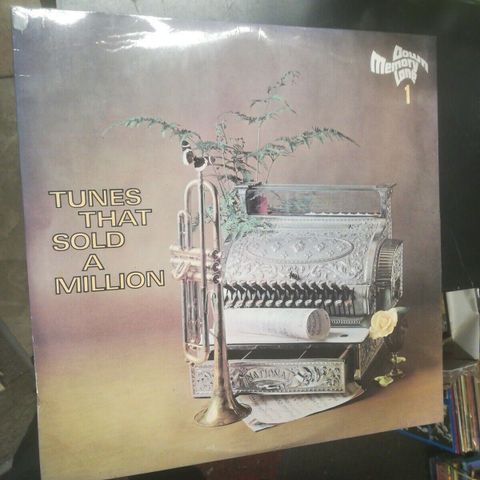 Down
Memory
Lane
1
TUNES
THAT
SOLD
A
MILLION
NATIONAL